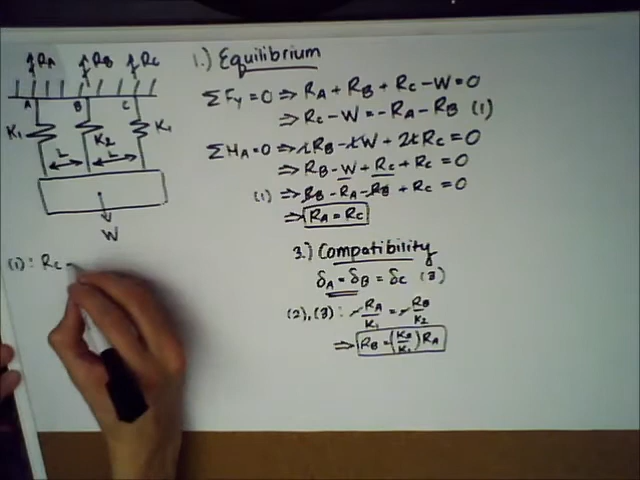 RA RB RC
A B C
K₁ K₂ K₁
L L
W
(1): Rc -
1.) Equilibrium
ΣFy=0 ⇒ RA + RB + RC - W = 0
⇒ RC - W = -RA - RB (1)
ΣMA=0 ⇒ LRB - LW + 2LRC = 0
⇒ RB - W + RC + RC = 0
(1) ⇒ RB - RA - RB + RC = 0
⇒ RA = RC
3.) Compatibility
δA = δB = δC (3)
(2), (3): -RA/K₁ = -RB/K₂
⇒ RB = (K₂/K₁) RA